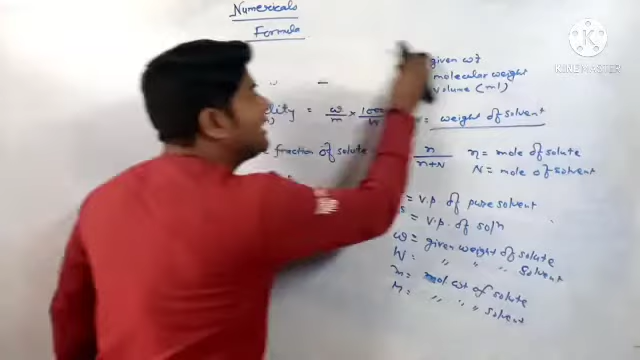 Numericals
Formula
given wt
molecular weight
volume (ml)
lity = w/m × 1000/W
= weight of solvent
fraction of solute
n/n+N
n = mole of solute
N = mole of solvent
= v.p. of pure solvent
= v.p. of soln
w = given weight of solute
W = " " " Solvent
m = mol wt of solute
M = " " " Solvent
KINEMASTER